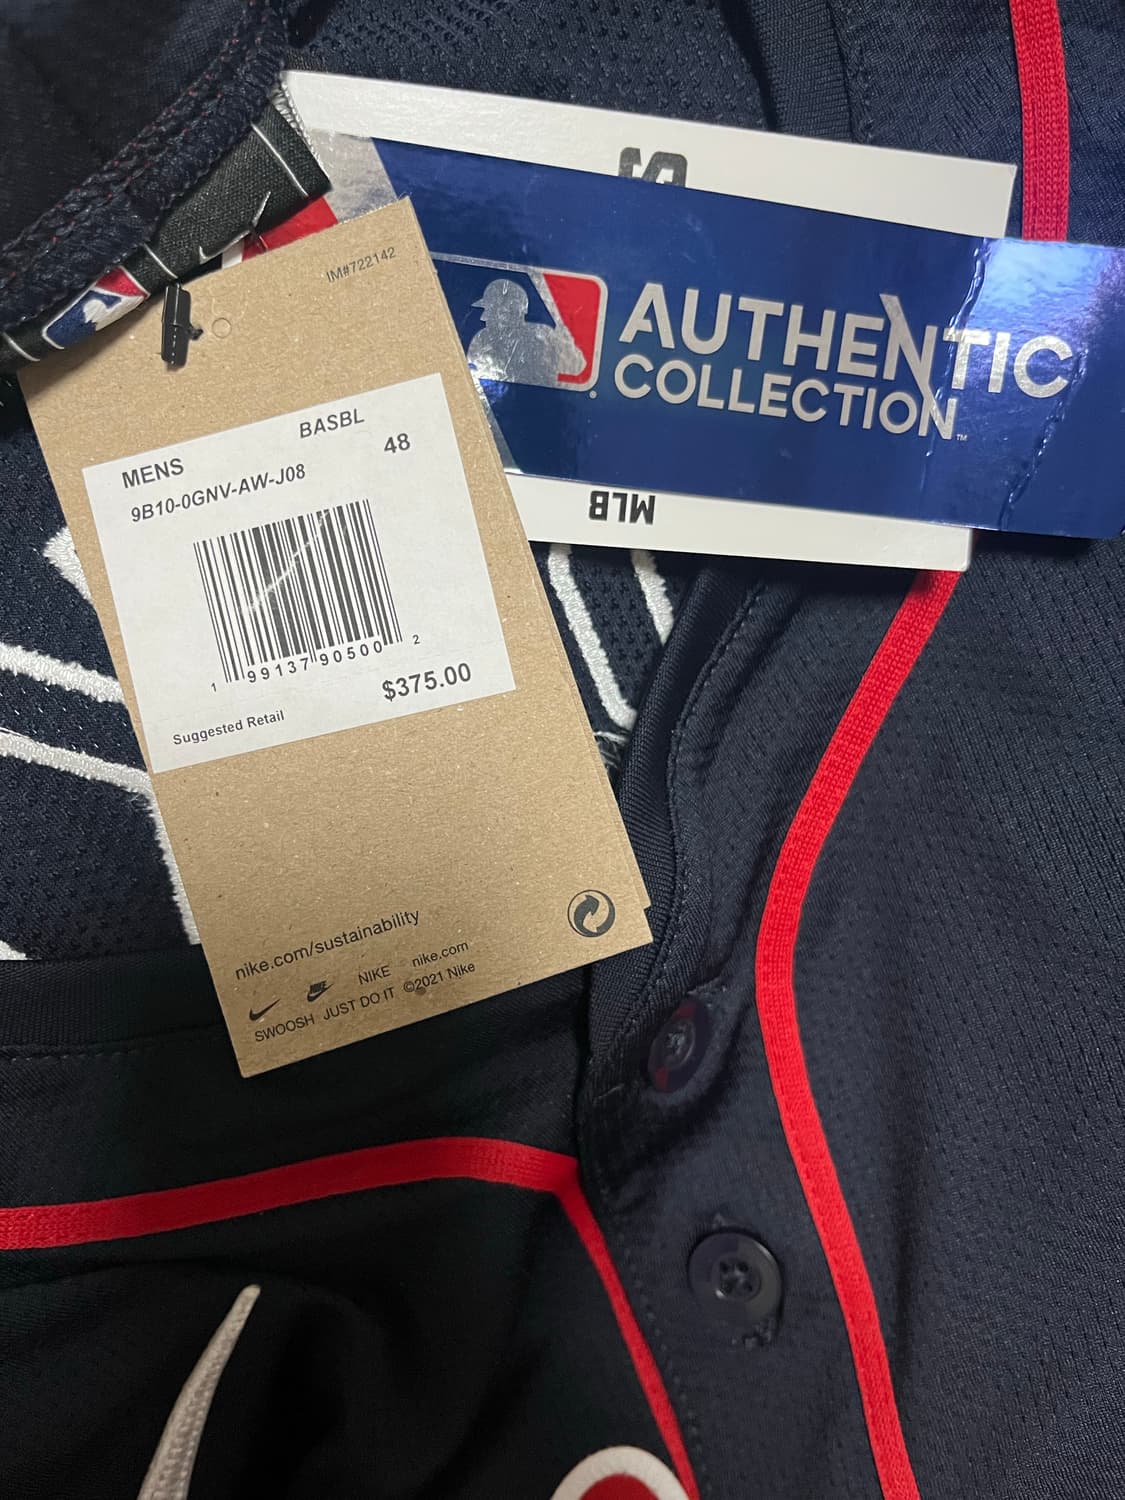 IM#722142
BASBL
MENS
48
9B10-0GNV-AW-J08
1 99137 90500 2
$375.00
Suggested Retail
nike.com/sustainability
NIKE nike.com
SWOOSH JUST DO IT ©2021 Nike
AUTHENTIC
COLLECTION™
MLB